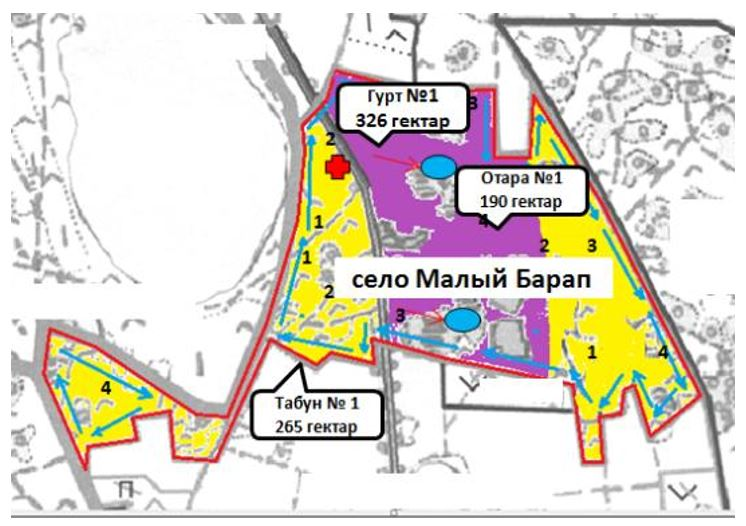 Гурт №1
326 гектар
3
2
Отара №1
190 гектар
4
1
2
3
1
село Малый Барап
2
3
1
4
4
Табун № 1
265 гектар
П